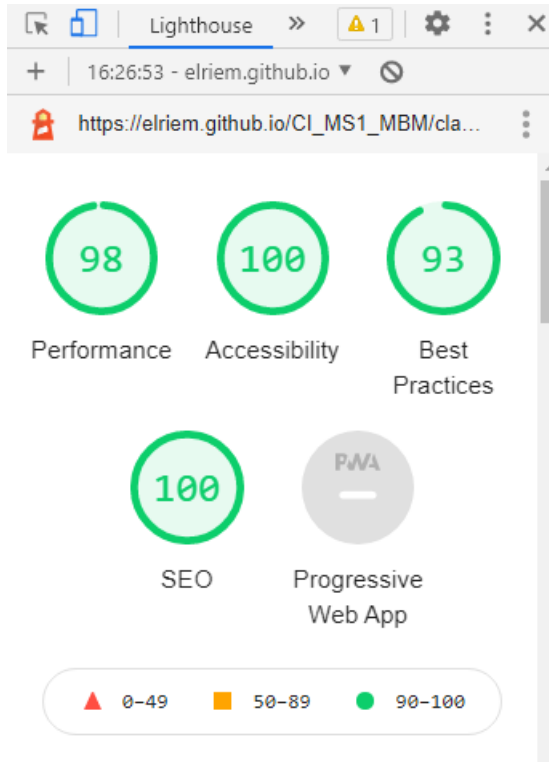 Lighthouse » 1
16:26:53 - elriem.github.io ▼
https://elriem.github.io/CI_MS1_MBM/cla...
98 100 93
Performance Accessibility Best
Practices
100 PWA
SEO Progressive
Web App
0–49 50–89 90–100